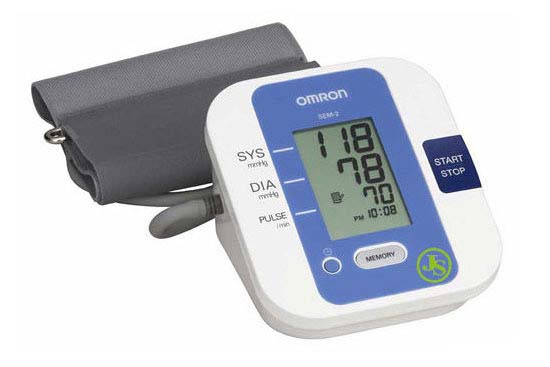 OMRON
SEM-2
SYS
mmHg
118
DIA
mmHg
78
PULSE
/min
70
PM 10:08
START
STOP
MEMORY
JS